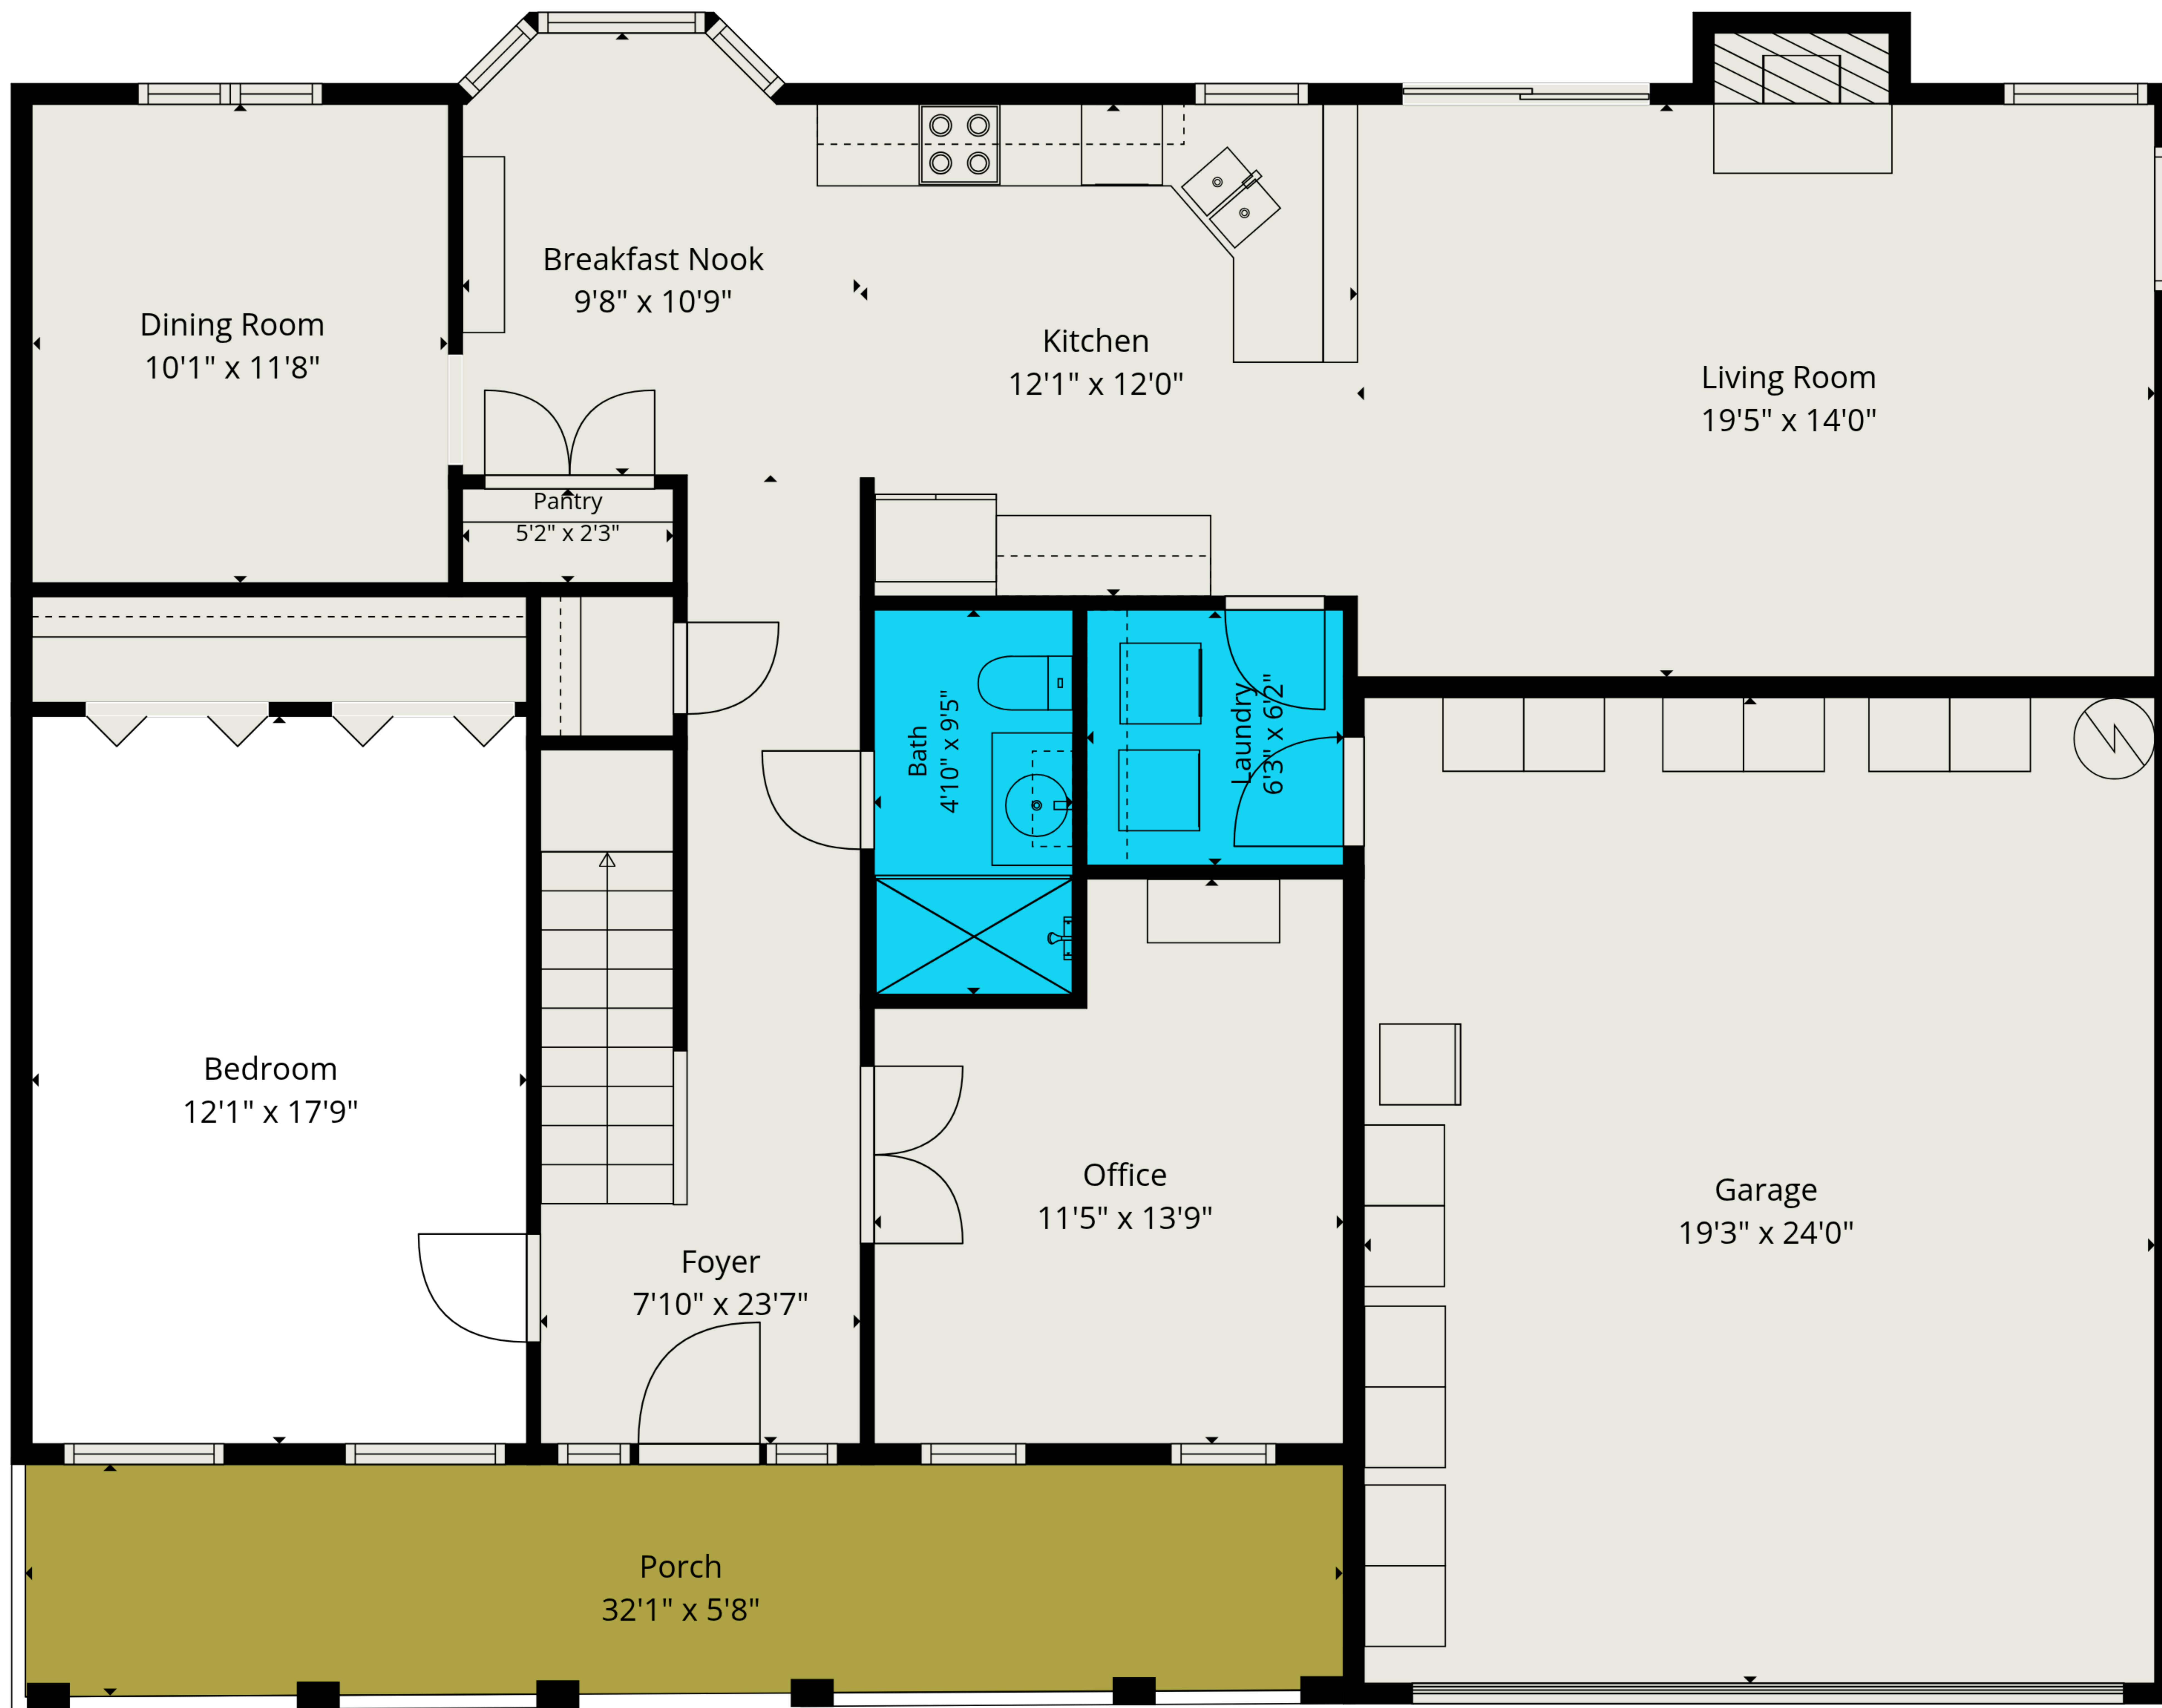 Breakfast Nook
9'8" x 10'9"
Dining Room
10'1" x 11'8"
Kitchen
12'1" x 12'0"
Living Room
19'5" x 14'0"
Pantry
5'2" x 2'3"
Bath
4'10" x 9'5"
Laundry
6'3" x 6'2"
Bedroom
12'1" x 17'9"
Office
11'5" x 13'9"
Garage
19'3" x 24'0"
Foyer
7'10" x 23'7"
Porch
32'1" x 5'8"